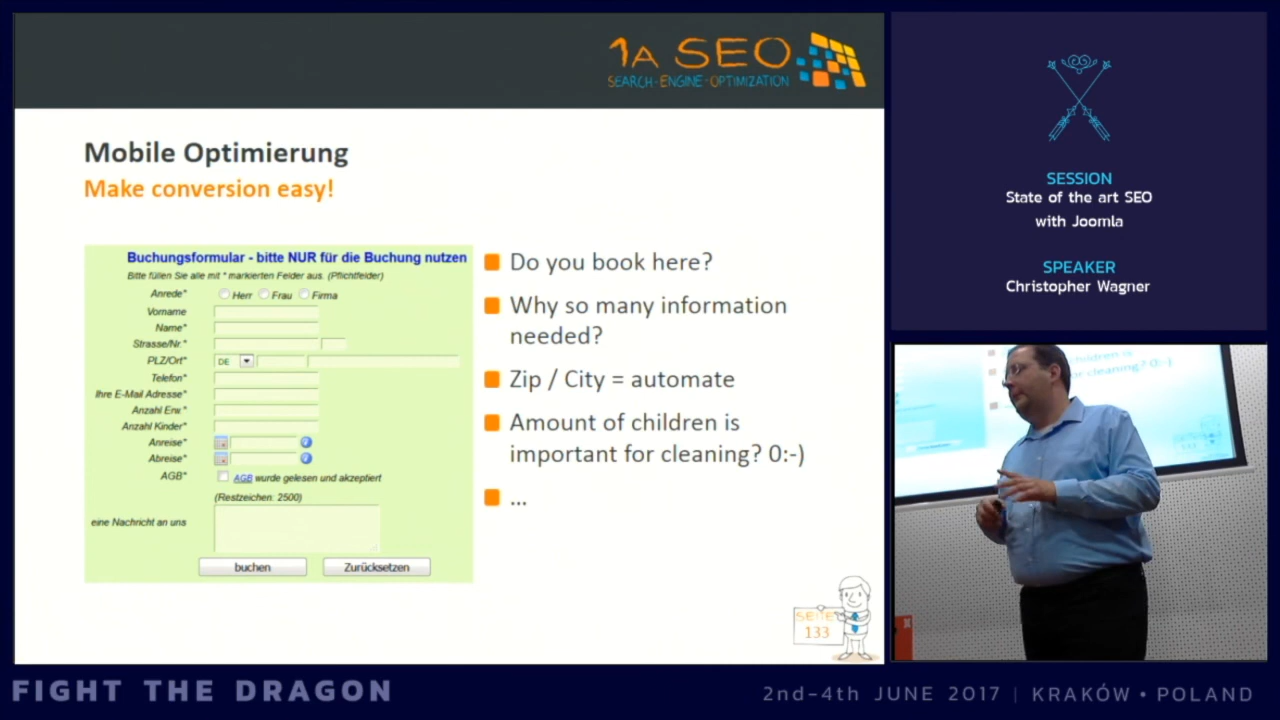 1A SEO
SEARCH-ENGINE-OPTIMIZATION
Mobile Optimierung
Make conversion easy!
Buchungsformular - bitte NUR für die Buchung nutzen
Bitte füllen Sie alle mit * markierten Felder aus. (Pflichtfelder)
Anrede* Herr Frau Firma
Vorname
Name*
Strasse/Nr.*
PLZ/Ort* DE
Telefon*
Ihre E-Mail Adresse*
Anzahl Erw.*
Anzahl Kinder*
Anreise*
Abreise*
AGB* AGB wurde gelesen und akzeptiert
(Restzeichen: 2500)
eine Nachricht an uns
buchen Zurücksetzen
Do you book here?
Why so many information
needed?
Zip / City = automate
Amount of children is
important for cleaning? 0:-)
...
SEITE
133
SESSION
State of the art SEO
with Joomla
SPEAKER
Christopher Wagner
children is
for cleaning? 0:-)
FIGHT THE DRAGON
2nd-4th JUNE 2017 | KRAKÓW • POLAND